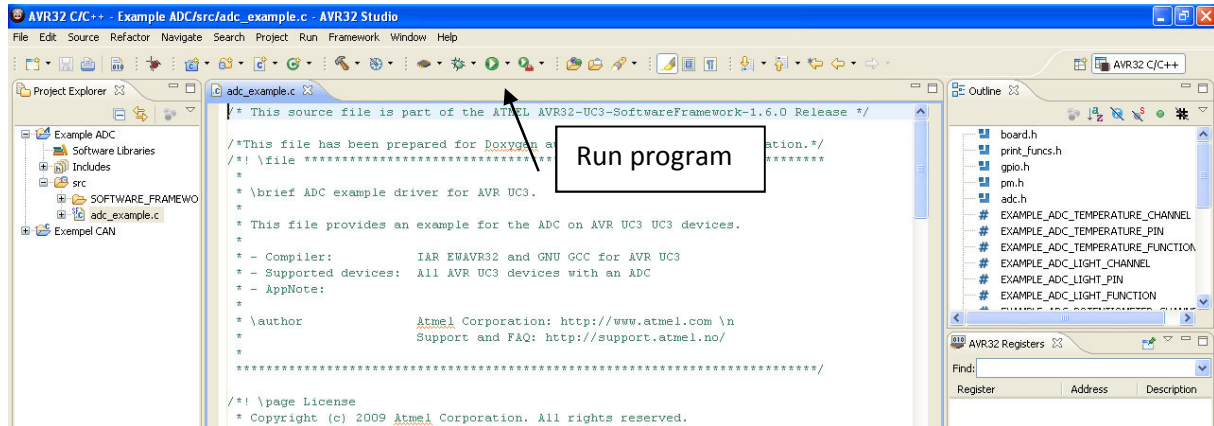 AVR32 C/C++ - Example ADC/src/adc_example.c - AVR32 Studio
File Edit Source Refactor Navigate Search Project Run Framework Window Help
AVR32 C/C++
Project Explorer
Example ADC
Software Libraries
Includes
src
SOFTWARE_FRAMEWO
adc_example.c
Exempel CAN
adc_example.c
/* This source file is part of the ATMEL AVR32-UC3-SoftwareFramework-1.6.0 Release */
/*This file has been prepared for Doxygen au ation.*/
/*! \file ******************************** ********
*
* \brief ADC example driver for AVR UC3.
*
* This file provides an example for the ADC on AVR UC3 UC3 devices.
*
* - Compiler: IAR EWAVR32 and GNU GCC for AVR UC3
* - Supported devices: All AVR UC3 devices with an ADC
* - AppNote:
*
* \author Atmel Corporation: http://www.atmel.com \n
* Support and FAQ: http://support.atmel.no/
*
******************************************************************************/
/*! \page License
* Copyright (c) 2009 Atmel Corporation. All rights reserved.
Run program
Outline
board.h
print_funcs.h
gpio.h
pm.h
adc.h
EXAMPLE_ADC_TEMPERATURE_CHANNEL
EXAMPLE_ADC_TEMPERATURE_PIN
EXAMPLE_ADC_TEMPERATURE_FUNCTION
EXAMPLE_ADC_LIGHT_CHANNEL
EXAMPLE_ADC_LIGHT_PIN
EXAMPLE_ADC_LIGHT_FUNCTION
AVR32 Registers
Find:
Register Address Description